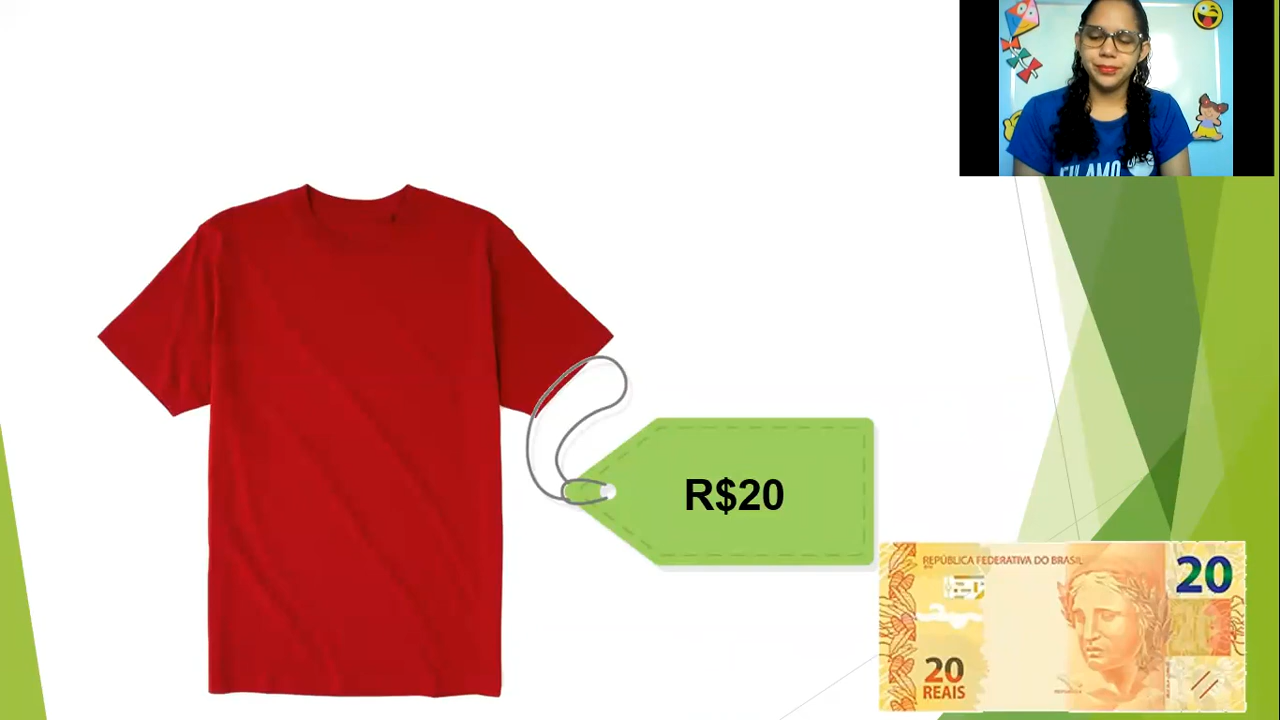 R$20
REPÚBLICA FEDERATIVA DO BRASIL
20
20
REAIS